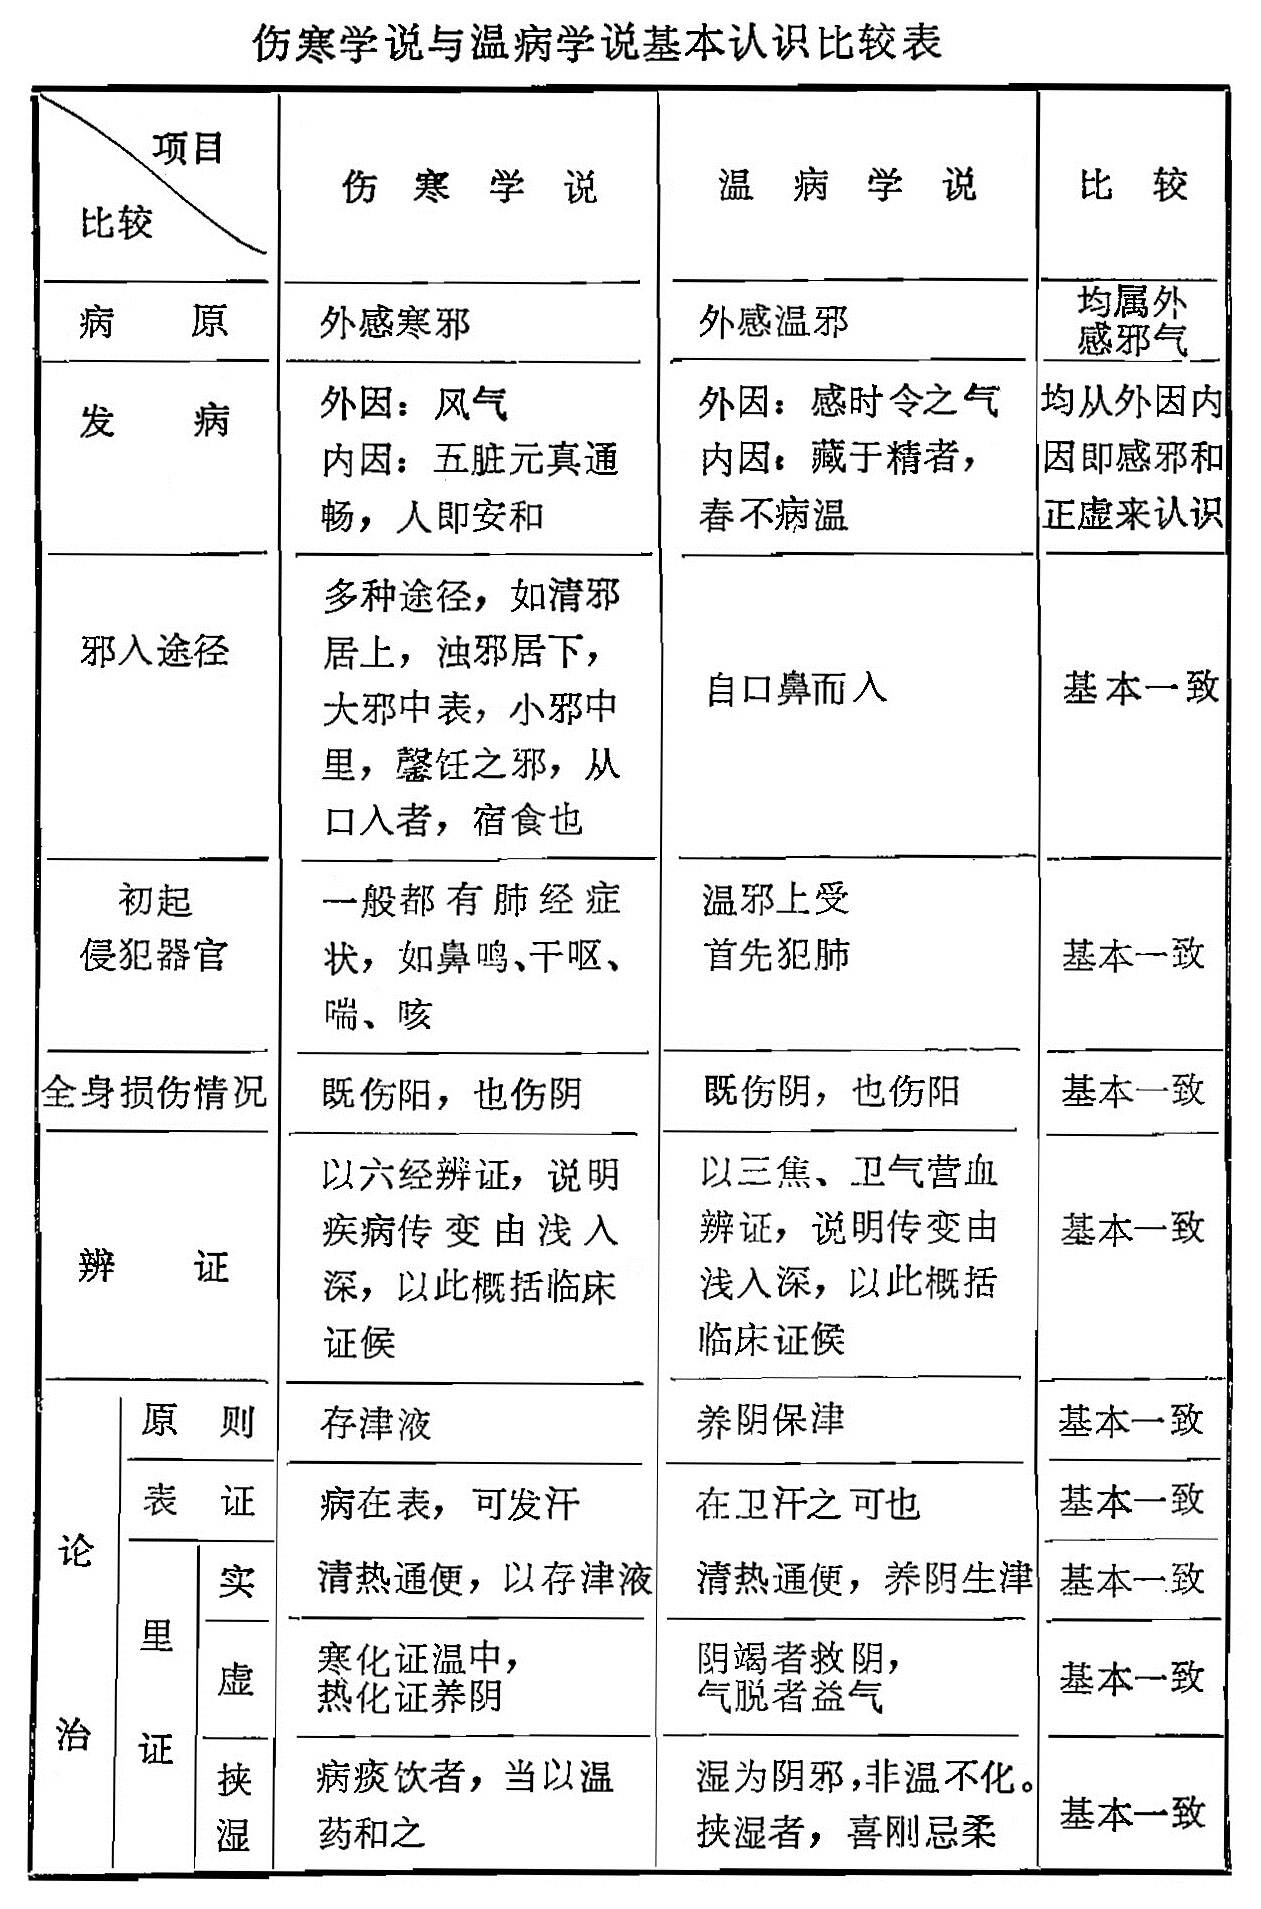 伤寒学说与温病学说基本认识比较表
项目
比较
伤寒学说
温病学说
比较
病原
外感寒邪
外感温邪
均属外
感邪气
发病
外因：风气
内因：五脏元真通
畅，人即安和
外因：感时令之气
内因：藏于精者，
春不病温
均从外因内
因即感邪和
正虚来认识
邪入途径
多种途径，如清邪
居上，浊邪居下，
大邪中表，小邪中
里，馨饪之邪，从
口入者，宿食也
自口鼻而入
基本一致
初起
侵犯器官
一般都有肺经症
状，如鼻鸣、干呕、
喘、咳
温邪上受
首先犯肺
基本一致
全身损伤情况
既伤阳，也伤阴
既伤阴，也伤阳
基本一致
辨证
以六经辨证，说明
疾病传变由浅入
深，以此概括临床
证侯
以三焦、卫气营血
辨证，说明传变由
浅入深，以此概括
临床证候
基本一致
论治
原则
存津液
养阴保津
基本一致
表证
病在表，可发汗
在卫汗之可也
基本一致
里证
实
清热通便，以存津液
清热通便，养阴生津
基本一致
虚
寒化证温中，
热化证养阴
阴竭者救阴，
气脱者益气
基本一致
挟湿
病痰饮者，当以温
药和之
湿为阴邪，非温不化。
挟湿者，喜刚忌柔
基本一致